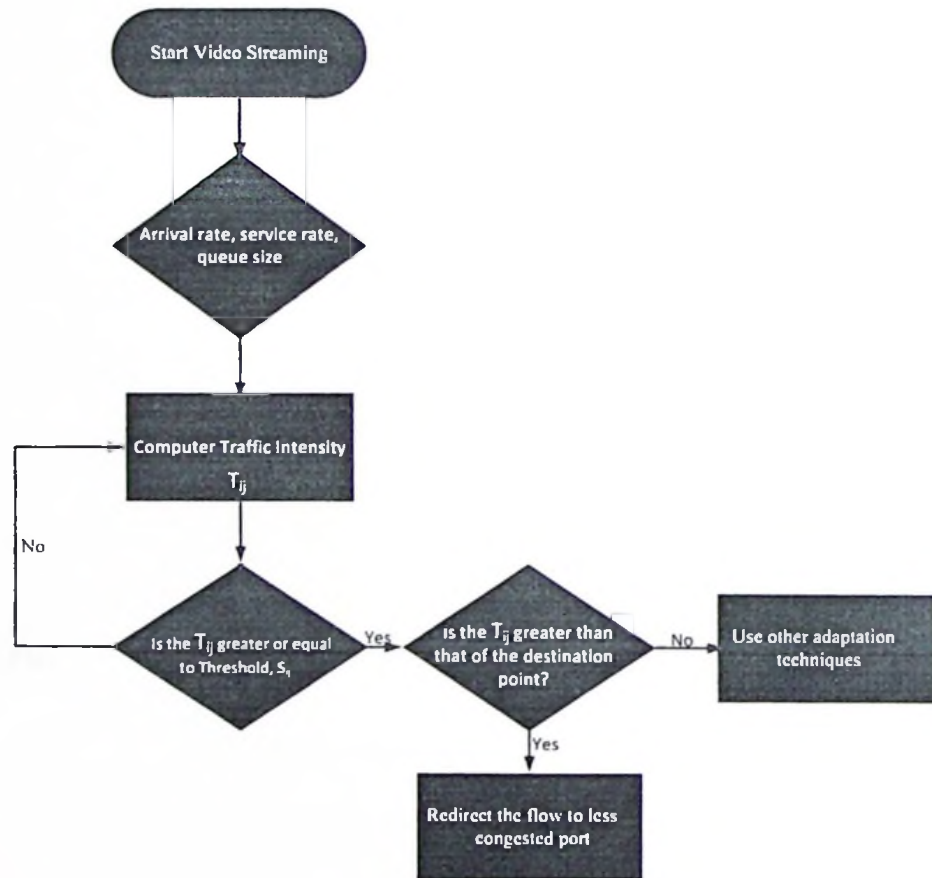 Start Video Streaming
Arrival rate, service rate,
queue size
Computer Traffic Intensity
Tij
No
Is the Tij greater or equal
to Threshold, S1
Yes
Is the Tij greater than
that of the destination
point?
No
Use other adaptation
techniques
Yes
Redirect the flow to less
congested port